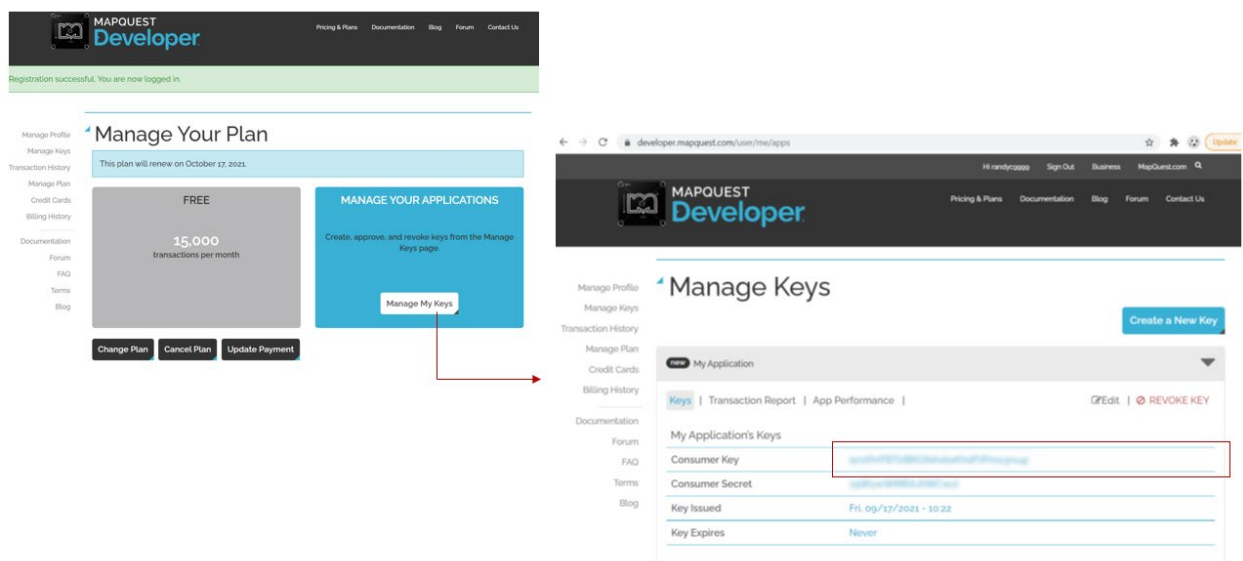 MAPQUEST
Developer
Pricing & Plans Documentation Blog Forum Contact Us
Registration successful. You are now logged in.
Manage Profile
Manage Keys
Transaction History
Manage Plan
Credit Cards
Billing History
Documentation
Forum
FAQ
Terms
Blog
Manage Your Plan
This plan will renew on October 17, 2021.
FREE
15,000
transactions per month
MANAGE YOUR APPLICATIONS
Create, approve, and revoke keys from the Manage
Keys page.
Manage My Keys
Change Plan Cancel Plan Update Payment
developer.mapquest.com/user/me/apps
Update
Hi randycgggg Sign Out Business MapQuest.com
MAPQUEST
Developer
Pricing & Plans Documentation Blog Forum Contact Us
Manage Profile
Manage Keys
Transaction History
Manage Plan
Credit Cards
Billing History
Documentation
Forum
FAQ
Terms
Blog
Manage Keys
Create a New Key
new My Application
Keys | Transaction Report | App Performance |
Edit | REVOKE KEY
My Application's Keys
Consumer Key
Consumer Secret
Key Issued Fri, 09/17/2021 - 10:22
Key Expires Never